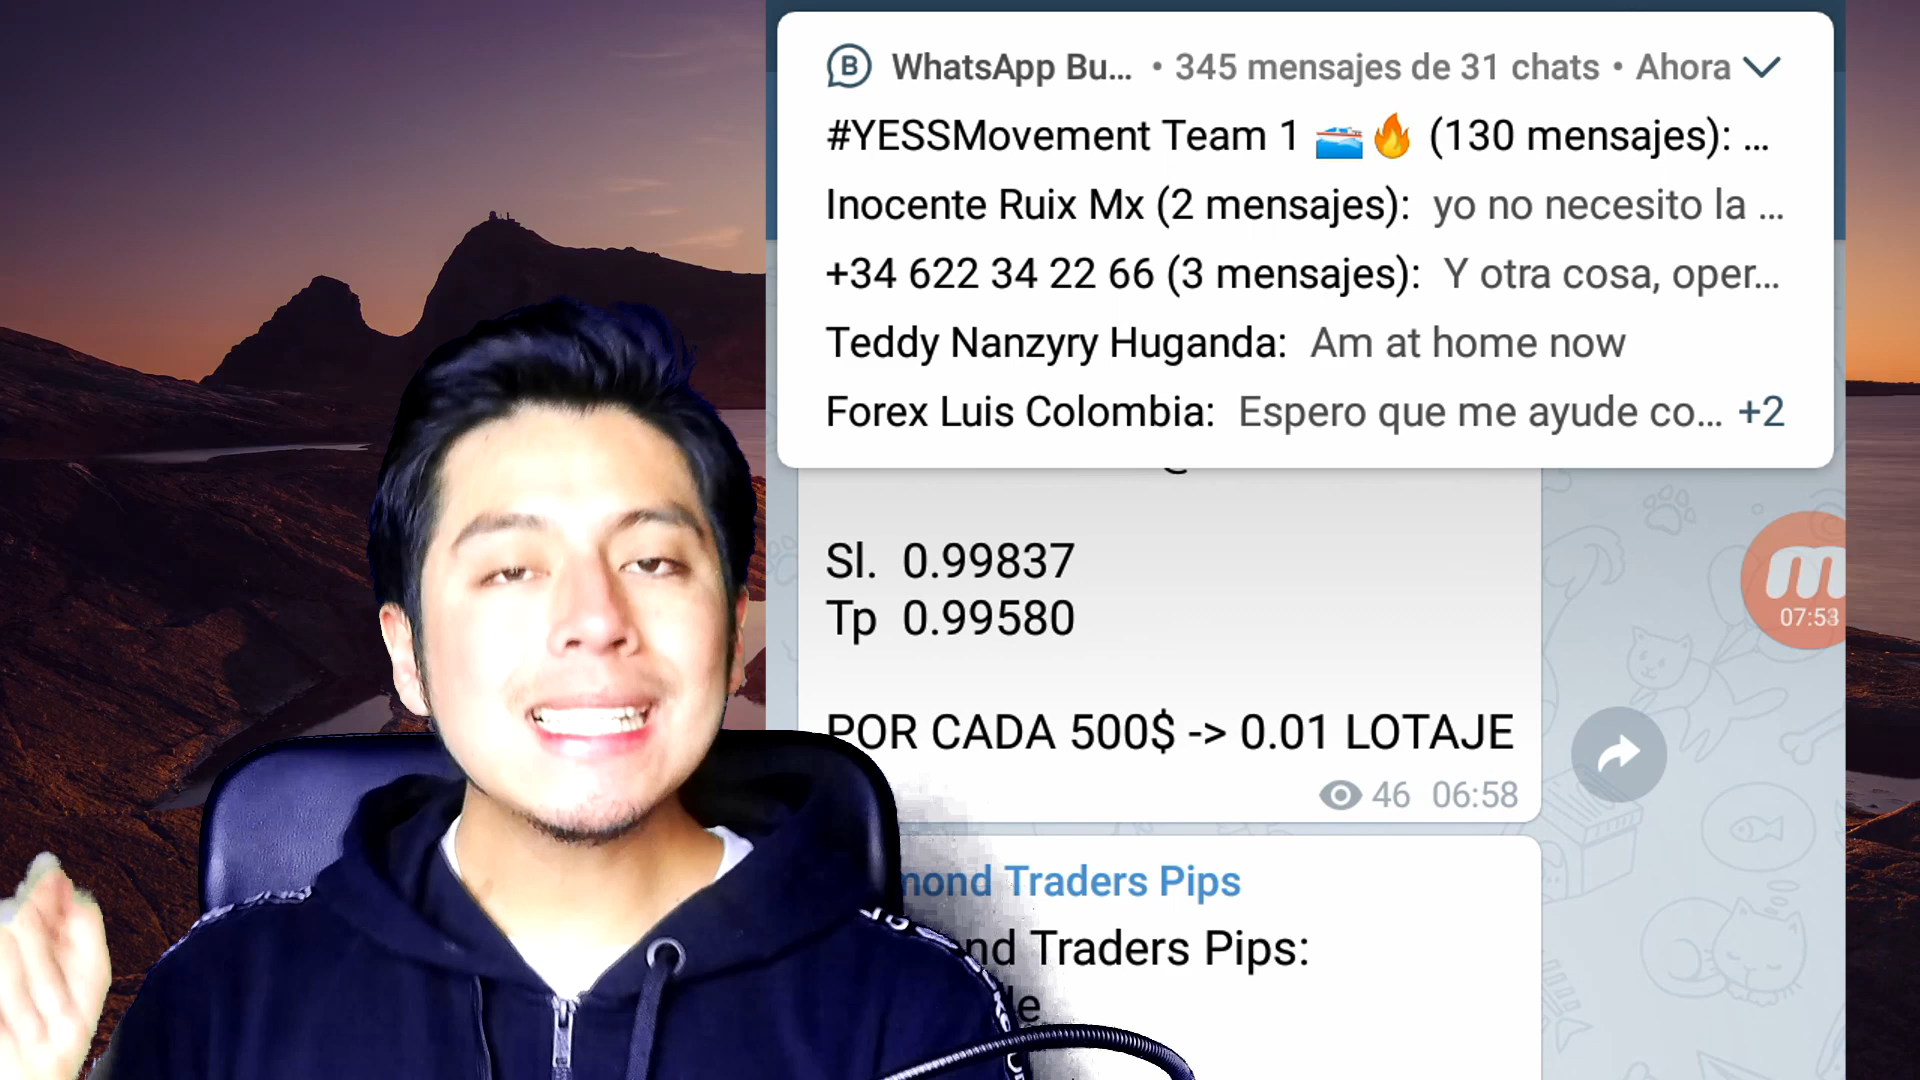 WhatsApp Bu... • 345 mensajes de 31 chats • Ahora
#YESSMovement Team 1 🚤🔥 (130 mensajes): ...
Inocente Ruix Mx (2 mensajes): yo no necesito la ...
+34 622 34 22 66 (3 mensajes): Y otra cosa, oper...
Teddy Nanzyry Huganda: Am at home now
Forex Luis Colombia: Espero que me ayude co... +2
Sl. 0.99837
Tp 0.99580
07:53
POR CADA 500$ -> 0.01 LOTAJE
46 06:58
mond Traders Pips
nd Traders Pips: